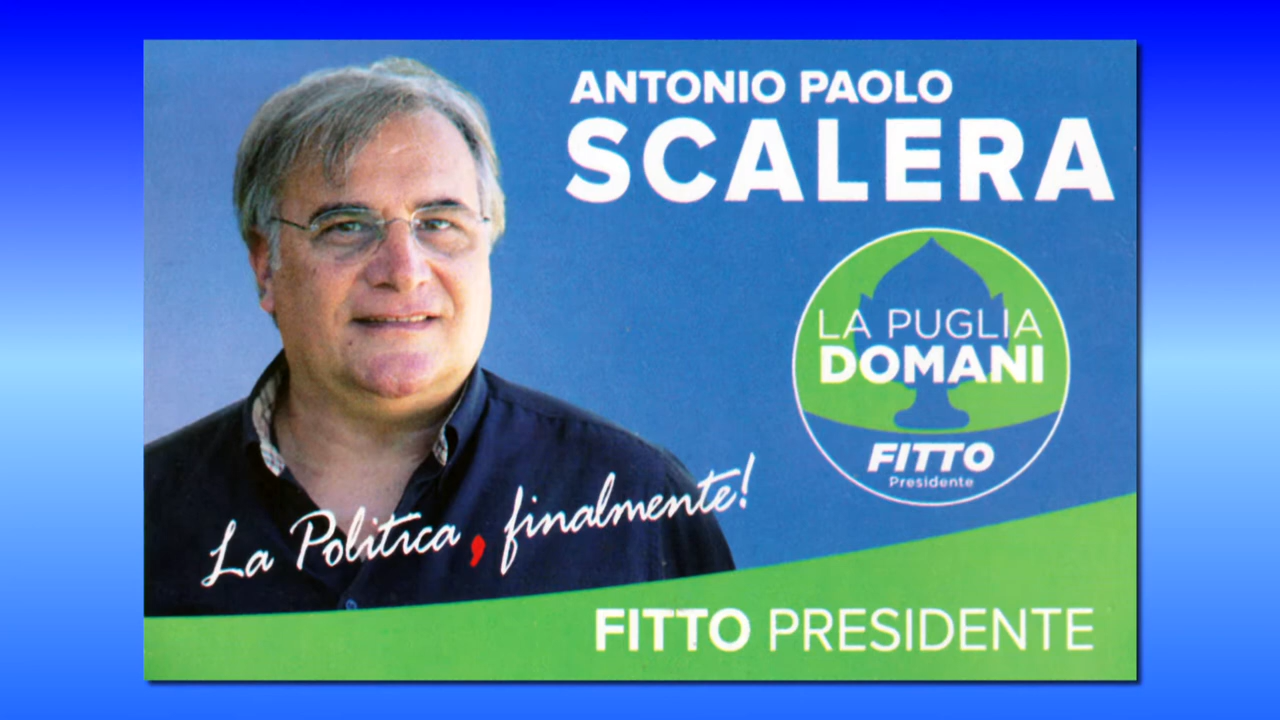 ANTONIO PAOLO
SCALERA
LA PUGLIA
DOMANI
FITTO
Presidente
La Politica, finalmente!
FITTO PRESIDENTE